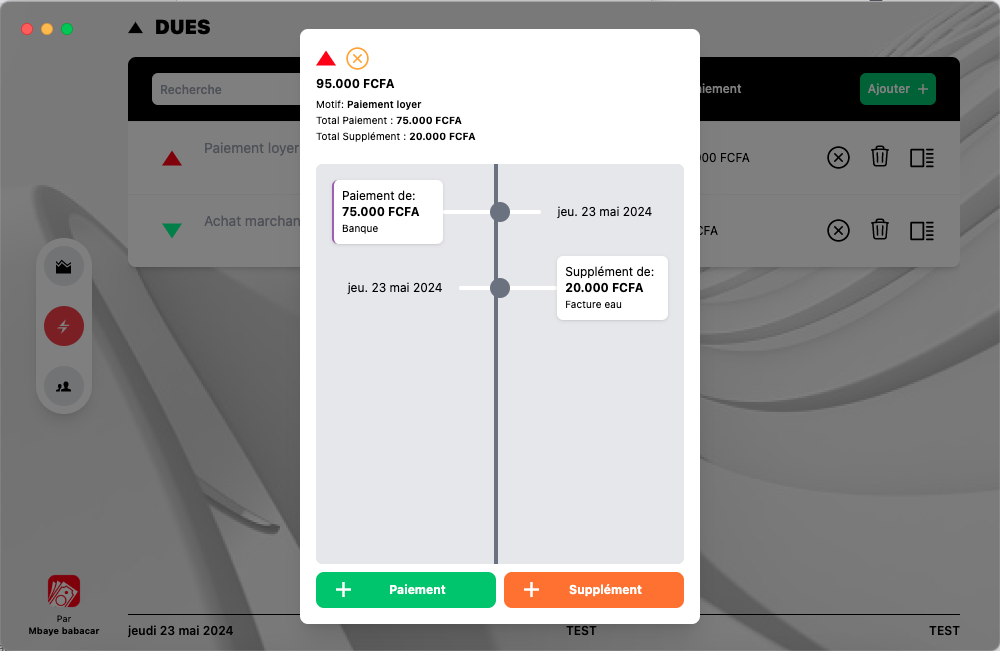 DUES
Recherche
iement
Ajouter +
Paiement loyer
00 FCFA
Achat marchan
CFA
95.000 FCFA
Motif: Paiement loyer
Total Paiement : 75.000 FCFA
Total Supplément : 20.000 FCFA
Paiement de:
75.000 FCFA
Banque
jeu. 23 mai 2024
jeu. 23 mai 2024
Supplément de:
20.000 FCFA
Facture eau
+ Paiement
+ Supplément
Par
Mbaye babacar
jeudi 23 mai 2024
TEST
TEST